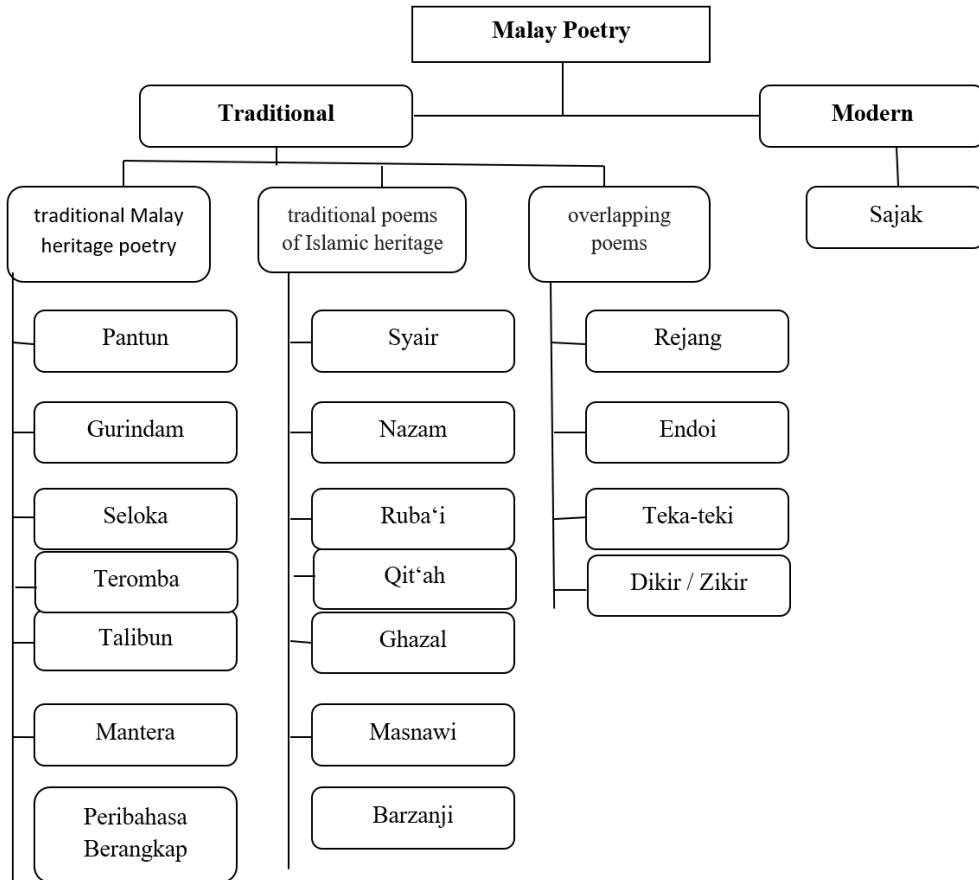 Malay Poetry
Traditional
Modern
traditional Malay
heritage poetry
traditional poems
of Islamic heritage
overlapping
poems
Sajak
Pantun
Gurindam
Seloka
Teromba
Talibun
Mantera
Peribahasa
Berangkap
Syair
Nazam
Ruba‘i
Qit‘ah
Ghazal
Masnawi
Barzanji
Rejang
Endoi
Teka-teki
Dikir / Zikir